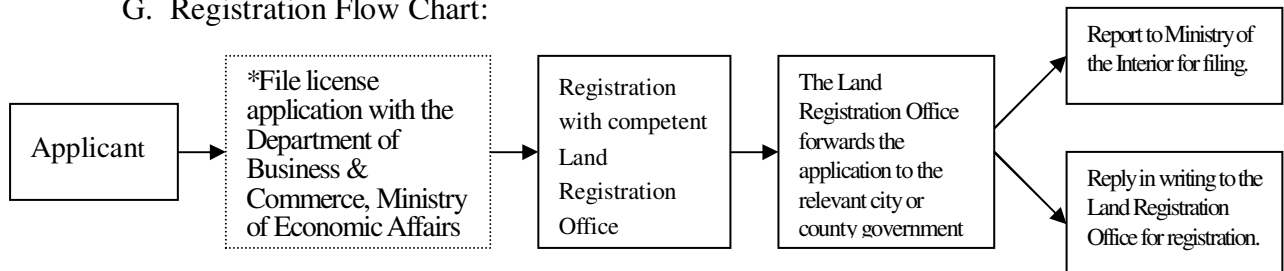 G. Registration Flow Chart:
Applicant
*File license
application with the
Department of
Business &
Commerce, Ministry
of Economic Affairs
Registration
with competent
Land
Registration
Office
The Land
Registration Office
forwards the
application to the
relevant city or
county government
Report to Ministry of
the Interior for filing.
Reply in writing to the
Land Registration
Office for registration.